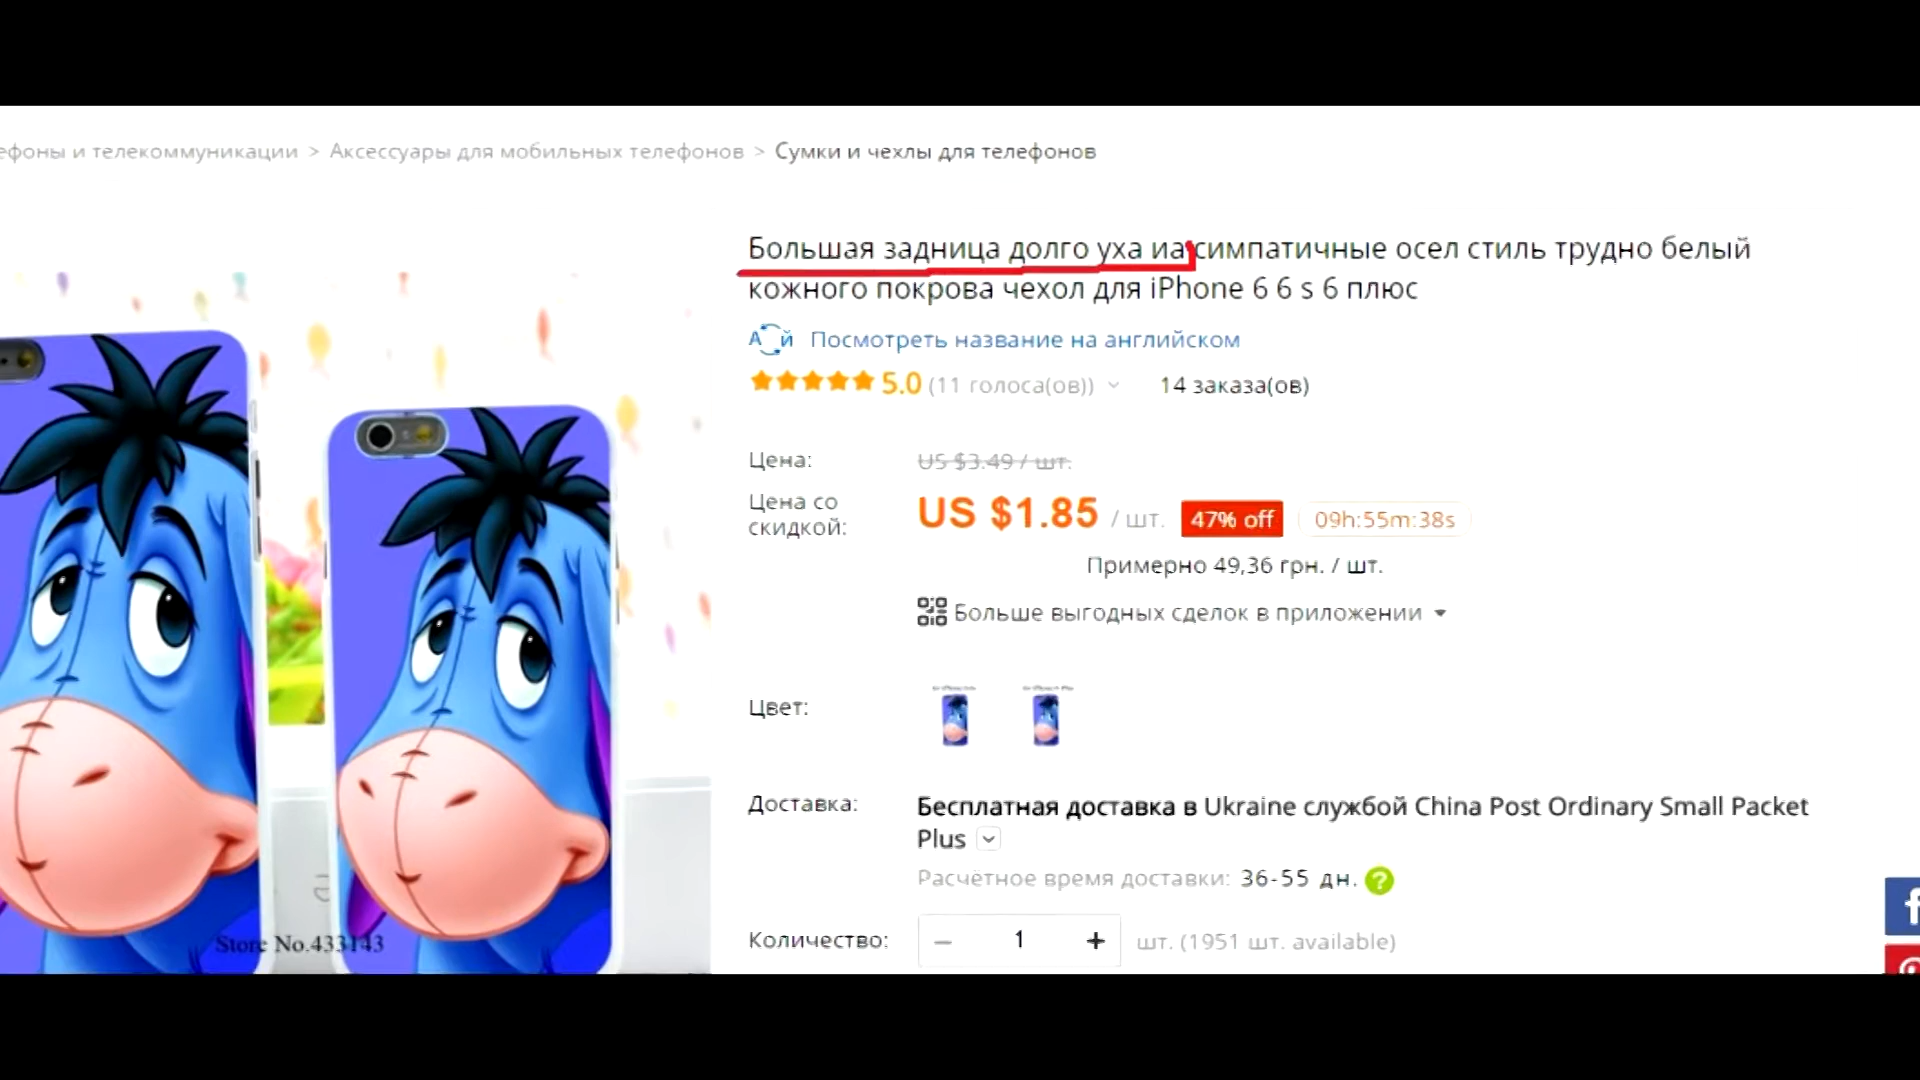 ефоны и телекоммуникации > Аксессуары для мобильных телефонов > Сумки и чехлы для телефонов
Большая задница долго уха иа симпатичные осел стиль трудно белый
кожного покрова чехол для iPhone 6 6 s 6 плюс
Посмотреть название на английском
5.0 (11 голоса(ов)) 14 заказа(ов)
Цена: US $3.49 / шт.
Цена со скидкой: US $1.85 / шт. 47% off 09h:55m:38s
Примерно 49,36 грн. / шт.
Больше выгодных сделок в приложении
Цвет:
Доставка: Бесплатная доставка в Ukraine службой China Post Ordinary Small Packet
Plus
Расчётное время доставки: 36-55 дн. ?
Количество: − 1 + шт. (1951 шт. available)
Store No.433143